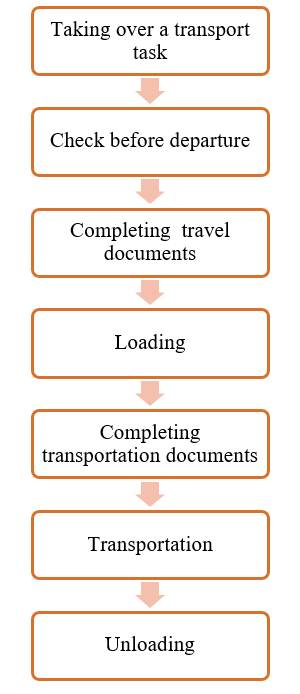 Taking over a transport
task
Check before departure
Completing  travel
documents
Loading
Completing
transportation documents
Transportation
Unloading